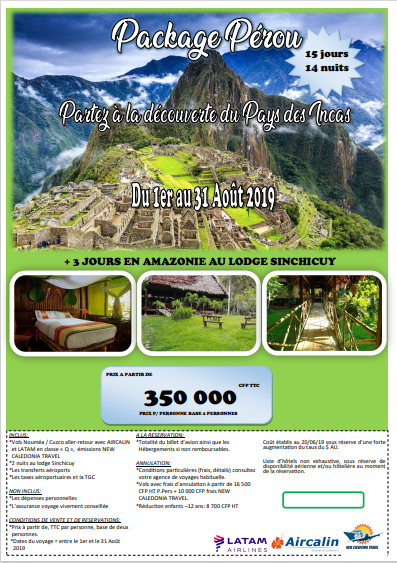 Package Pérou
15 jours
14 nuits
Partez à la découverte du Pays des Incas
Du 1er au 31 Août 2019
+ 3 JOURS EN AMAZONIE AU LODGE SINCHICUY
PRIX A PARTIR DE
350 000 CFP TTC
PRIX P/ PERSONNE BASE 2 PERSONNES
INCLUS:
*Vols Nouméa / Cuzco aller-retour avec AIRCALIN
et LATAM en classe « Q », émissions NEW
CALEDONIA TRAVEL
*2 nuits au lodge Sinchicuy
*Les transferts aéroports
*Les taxes aéroportuaires et la TGC
NON INCLUS:
*Les dépenses personnelles
*L'assurance voyage vivement conseillée
CONDITIONS DE VENTE ET DE RESERVATIONS:
*Prix à partir de, TTC par personne, base de deux
personnes.
*Dates du voyage = entre le 1er et le 31 Août
2019
A LA RESERVATION:
*Totalité du billet d'avion ainsi que les
Hébergements si non remboursables.
ANNULATION:
*Conditions particulières (frais, détails) consultez
votre agence de voyages habituelle.
*Vols avec frais d'annulation à partir de 16 500
CFP HT P.Pers + 10 000 CFP frais NEW
CALEDONIA TRAVEL.
*Réduction enfants –12 ans: 8 700 CFP HT
Coût établis au 20/06/19 sous réserve d'une forte
augmentation du taux du $ AU.
Liste d'hôtels non exhaustive, sous réserve de
disponibilité aérienne et/ou hôtelière au moment
de la réservation.
LATAM
AIRLINES
Aircalin
NEW CALEDONIA TRAVEL